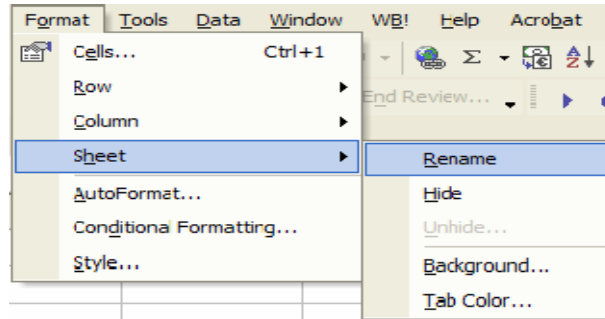 Format Tools Data Window WB! Help Acrobat
Cells... Ctrl+1
Row
End Review...
Column
Sheet
Rename
AutoFormat...
Hide
Conditional Formatting...
Unhide...
Style...
Background...
Tab Color...